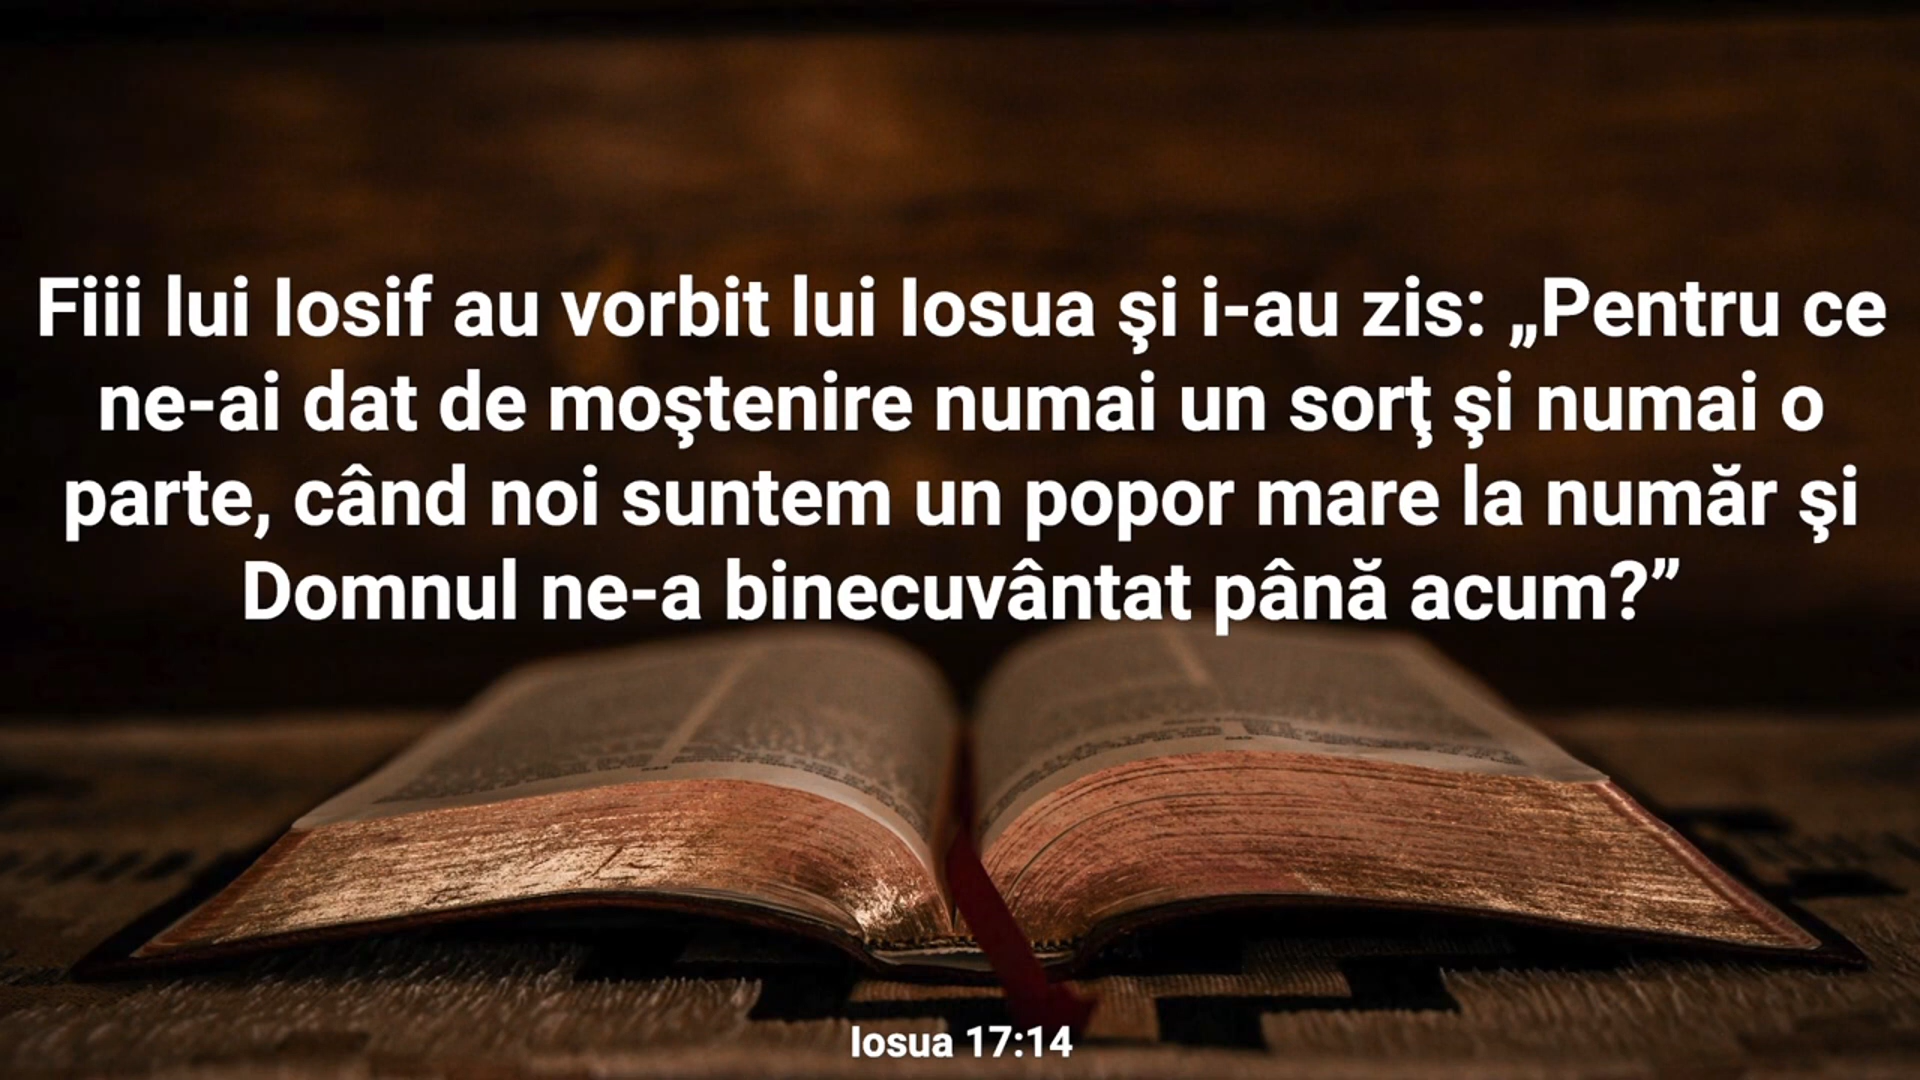 Fiii lui Iosif au vorbit lui Iosua şi i-au zis: „Pentru ce
ne-ai dat de moştenire numai un sorţ şi numai o
parte, când noi suntem un popor mare la număr şi
Domnul ne-a binecuvântat până acum?”
Iosua 17:14